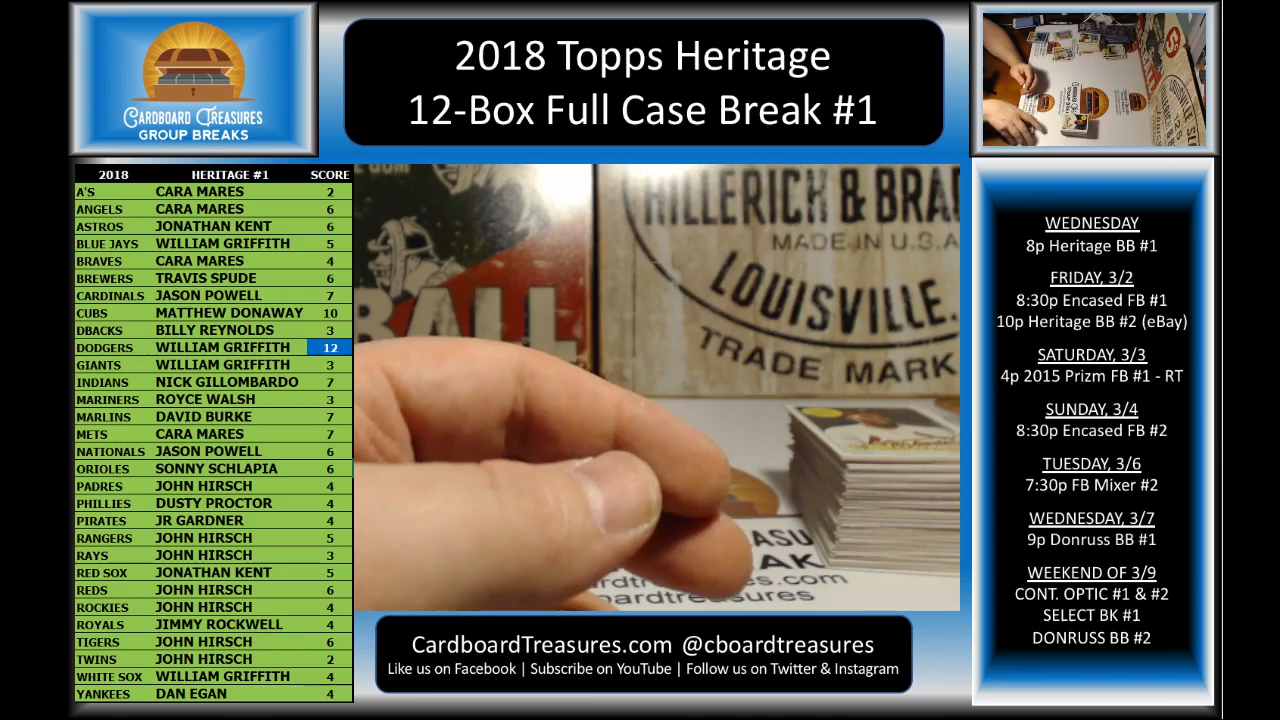 CARDBOARD TREASURES
GROUP BREAKS
2018 Topps Heritage
12-Box Full Case Break #1
2018 HERITAGE #1 SCORE
A'S CARA MARES 2
ANGELS CARA MARES 6
ASTROS JONATHAN KENT 6
BLUE JAYS WILLIAM GRIFFITH 5
BRAVES CARA MARES 4
BREWERS TRAVIS SPUDE 6
CARDINALS JASON POWELL 7
CUBS MATTHEW DONAWAY 10
DBACKS BILLY REYNOLDS 3
DODGERS WILLIAM GRIFFITH 12
GIANTS WILLIAM GRIFFITH 3
INDIANS NICK GILLOMBARDO 7
MARINERS ROYCE WALSH 3
MARLINS DAVID BURKE 7
METS CARA MARES 7
NATIONALS JASON POWELL 6
ORIOLES SONNY SCHLAPIA 6
PADRES JOHN HIRSCH 4
PHILLIES DUSTY PROCTOR 4
PIRATES JR GARDNER 4
RANGERS JOHN HIRSCH 5
RAYS JOHN HIRSCH 3
RED SOX JONATHAN KENT 5
REDS JOHN HIRSCH 6
ROCKIES JOHN HIRSCH 4
ROYALS JIMMY ROCKWELL 4
TIGERS JOHN HIRSCH 6
TWINS JOHN HIRSCH 2
WHITE SOX WILLIAM GRIFFITH 4
YANKEES DAN EGAN 4
BALL
HILLERICH & BRA
MADE IN U.S.A
LOUISVILLE.
TRADE MARK
ASU
AK
rdtreasures.com
oardtreasures
CardboardTreasures.com @cboardtreasures
Like us on Facebook | Subscribe on YouTube | Follow us on Twitter & Instagram
WEDNESDAY
8p Heritage BB #1
FRIDAY, 3/2
8:30p Encased FB #1
10p Heritage BB #2 (eBay)
SATURDAY, 3/3
4p 2015 Prizm FB #1 - RT
SUNDAY, 3/4
8:30p Encased FB #2
TUESDAY, 3/6
7:30p FB Mixer #2
WEDNESDAY, 3/7
9p Donruss BB #1
WEEKEND OF 3/9
CONT. OPTIC #1 & #2
SELECT BK #1
DONRUSS BB #2